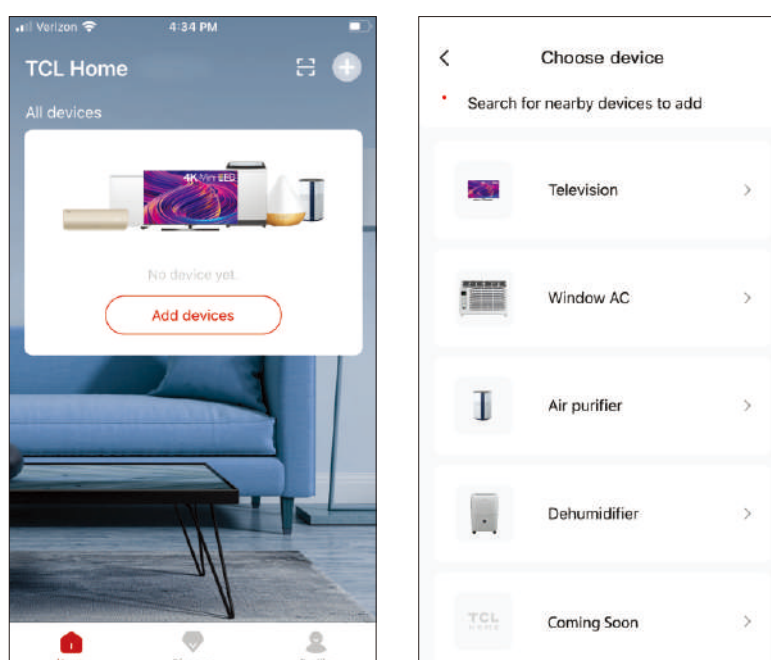 Verizon 4:34 PM
TCL Home
All devices
4K Mini LED
No device yet.
Add devices
Choose device
Search for nearby devices to add
Television
Window AC
Air purifier
Dehumidifier
TCL
HOME
Coming Soon